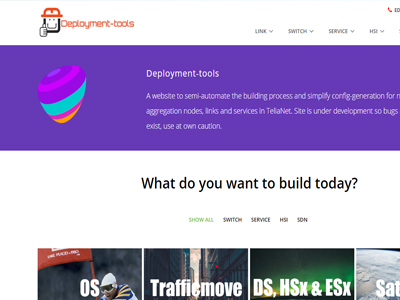 Deployment-tools
ED
LINK SWITCH SERVICE HSI S
Deployment-tools
A website to semi-automate the building process and simplify config-generation for
aggregation nodes, links and services in TeliaNet. Site is under development so bugs
exist, use at own caution.
What do you want to build today?
SHOW ALL SWITCH SERVICE HSI SDN
OS Trafficmove DS, HSx & ESx Sat